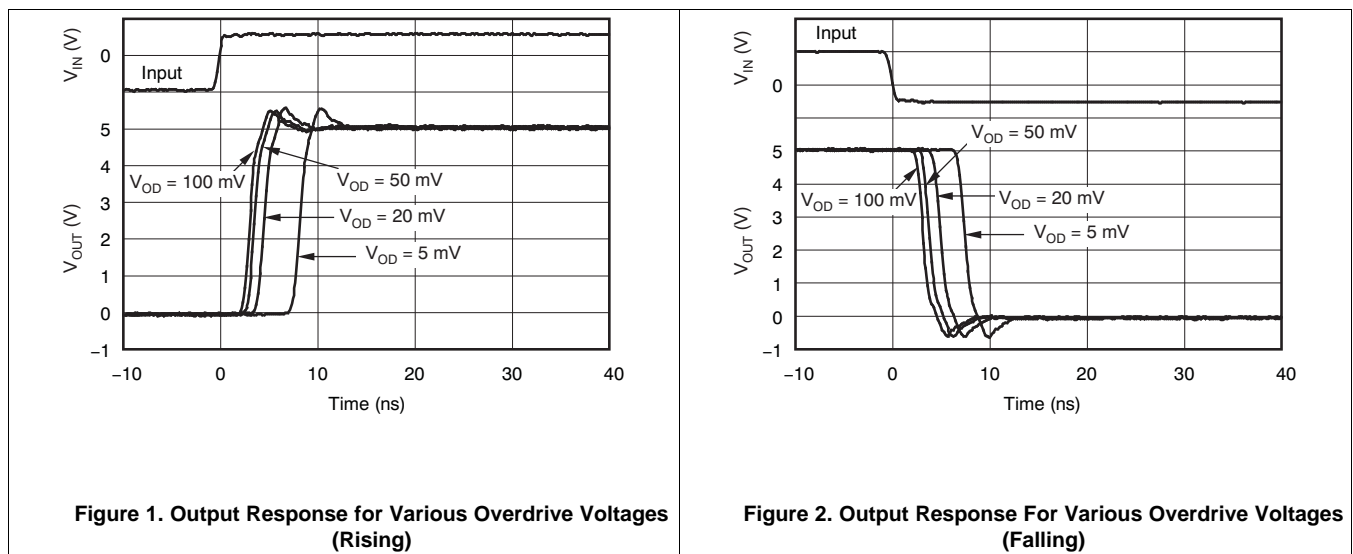 V_IN (V)
0
Input
5
4
3
2
1
0
−1
V_OUT (V)
V_OD = 100 mV
V_OD = 50 mV
V_OD = 20 mV
V_OD = 5 mV
−10
0
10
20
30
40
Time (ns)
Figure 1. Output Response for Various Overdrive Voltages
(Rising)
V_IN (V)
Input
0
5
4
3
2
1
0
−1
V_OUT (V)
V_OD = 50 mV
V_OD = 100 mV
V_OD = 20 mV
V_OD = 5 mV
−10
0
10
20
30
40
Time (ns)
Figure 2. Output Response For Various Overdrive Voltages
(Falling)